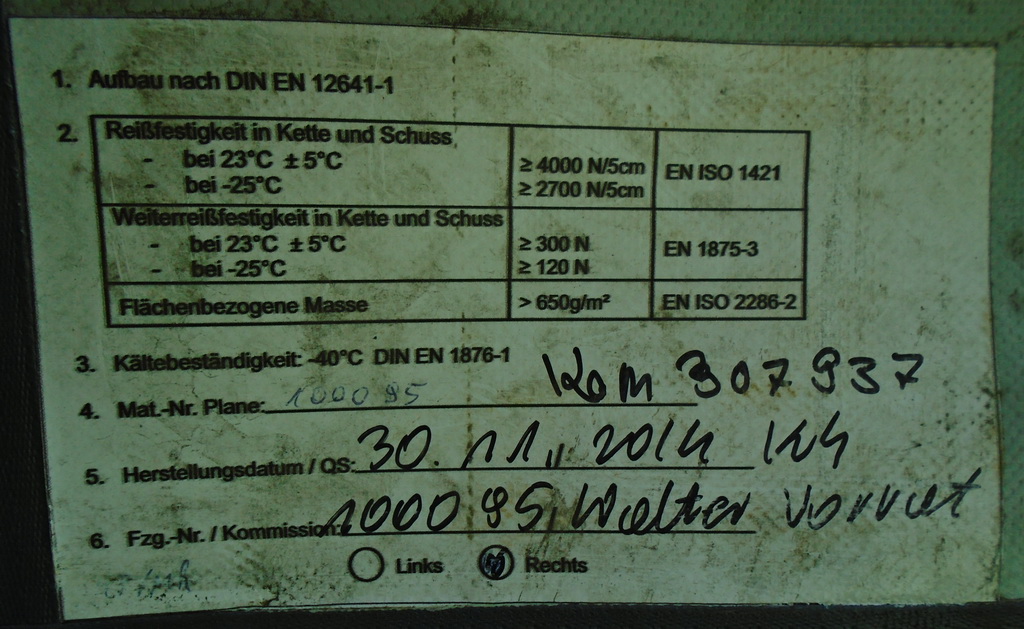 1. Aufbau nach DIN EN 12641-1
2. Reißfestigkeit in Kette und Schuss
- bei 23°C ±5°C ≥ 4000 N/5cm EN ISO 1421
- bei -25°C ≥ 2700 N/5cm
Weiterreißfestigkeit in Kette und Schuss
- bei 23°C ±5°C ≥ 300 N EN 1875-3
- bei -25°C ≥ 120 N
Flächenbezogene Masse > 650g/m² EN ISO 2286-2
3. Kältebeständigkeit: -40°C DIN EN 1876-1
Kom 307937
4. Mat.-Nr. Plane: 100095
5. Herstellungsdatum / QS: 30.11. 2014
6. Fzg.-Nr. / Kommission: 100095, Walter Vorrat
Links Rechts